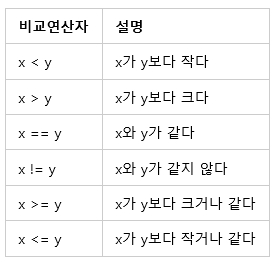 비교연산자 설명
x < y x가 y보다 작다
x > y x가 y보다 크다
x == y x와 y가 같다
x != y x와 y가 같지 않다
x >= y x가 y보다 크거나 같다
x <= y x가 y보다 작거나 같다